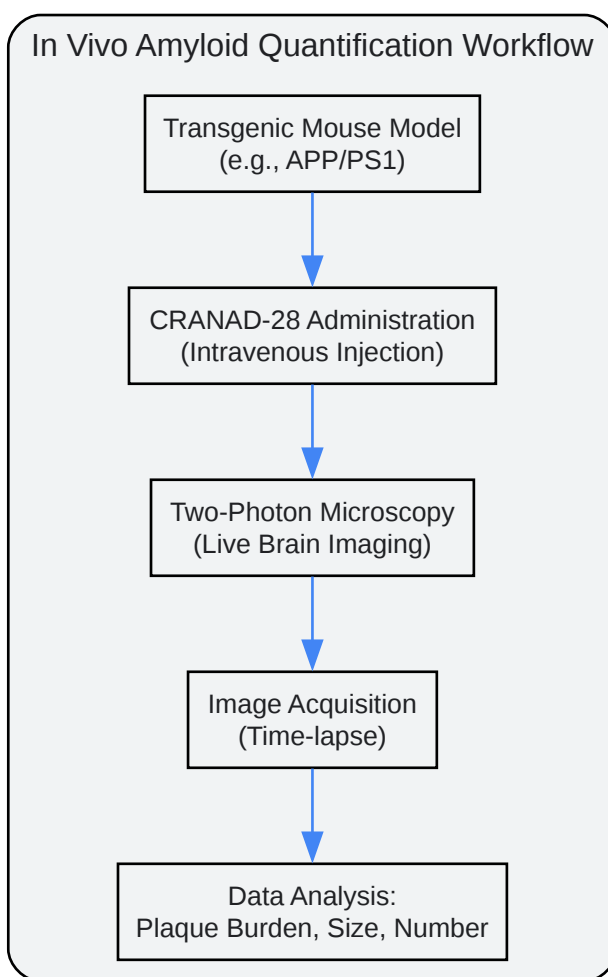 In Vivo Amyloid Quantification Workflow
Transgenic Mouse Model
(e.g., APP/PS1)
CRANAD-28 Administration
(Intravenous Injection)
Two-Photon Microscopy
(Live Brain Imaging)
Image Acquisition
(Time-lapse)
Data Analysis:
Plaque Burden, Size, Number